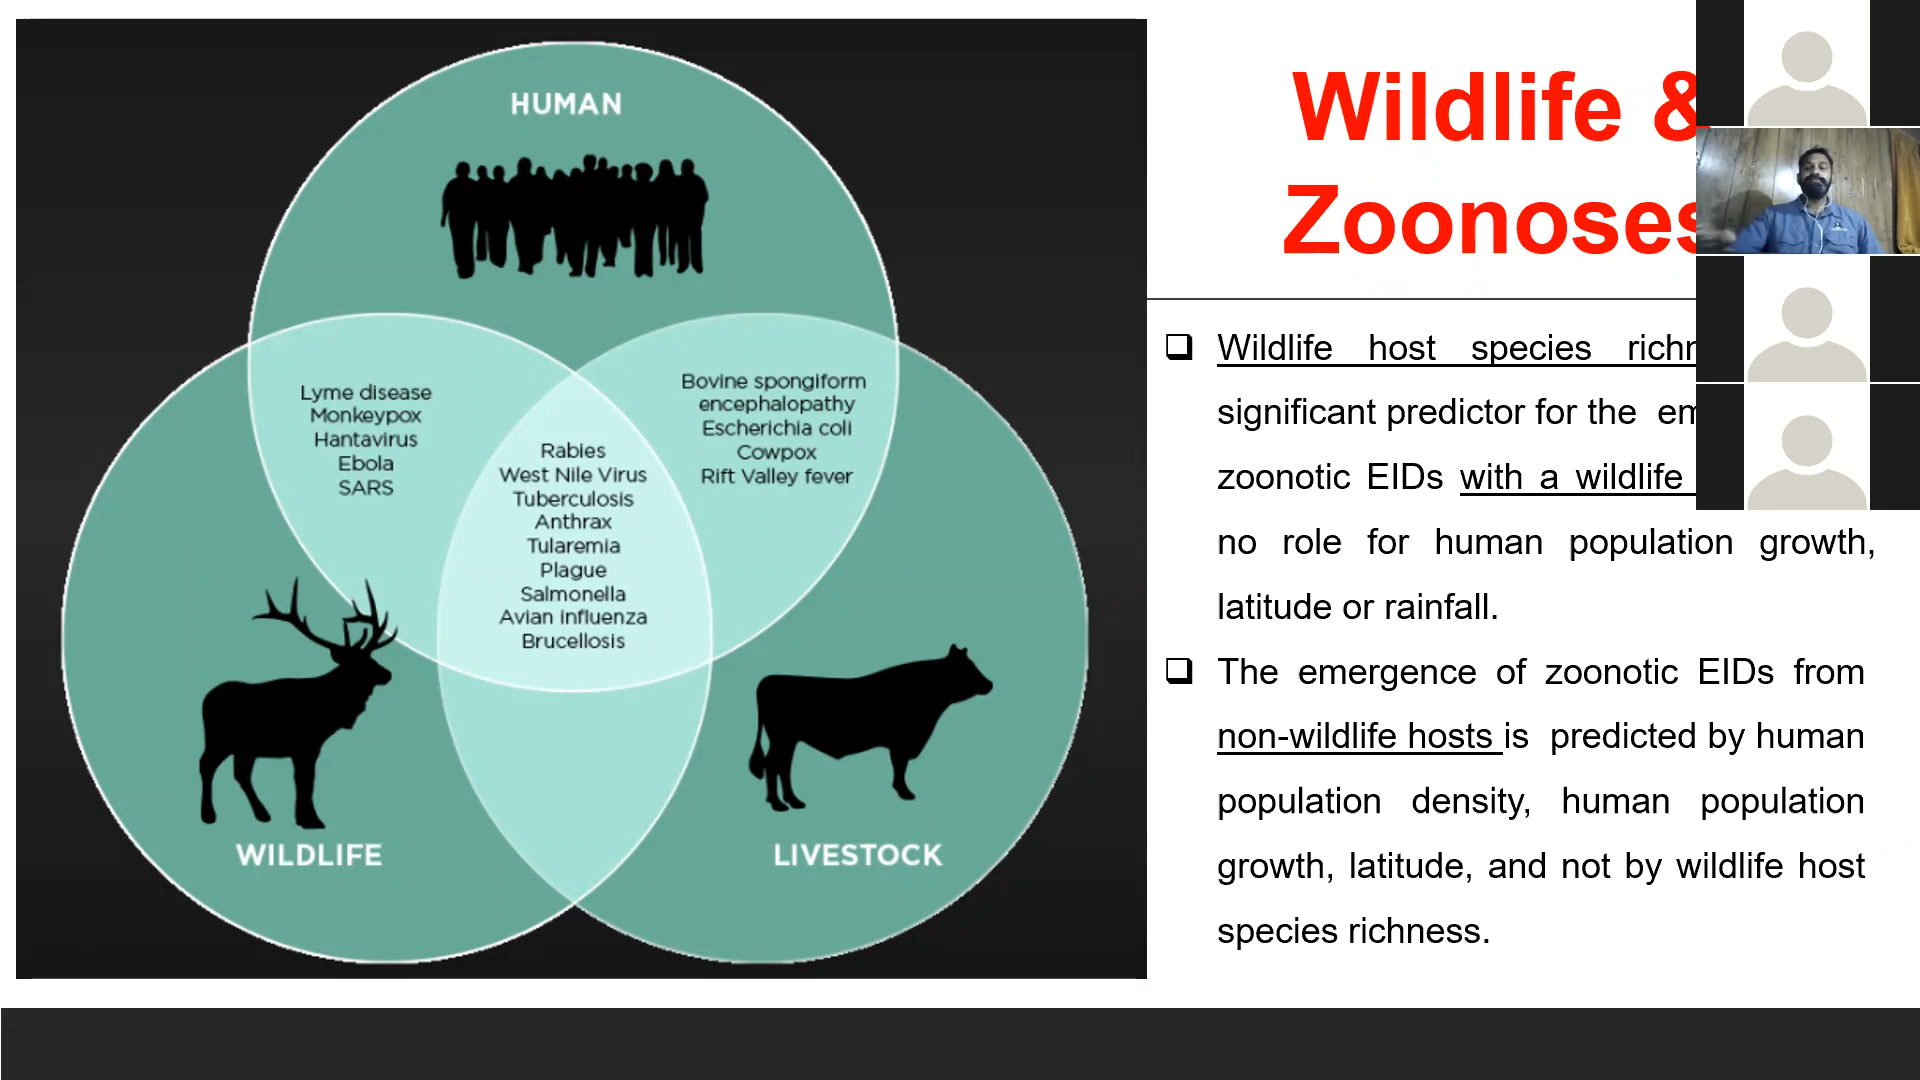 HUMAN
Lyme disease
Monkeypox
Hantavirus
Ebola
SARS
Rabies
West Nile Virus
Tuberculosis
Anthrax
Tularemia
Plague
Salmonella
Avian influenza
Brucellosis
Bovine spongiform
encephalopathy
Escherichia coli
Cowpox
Rift Valley fever
WILDLIFE
LIVESTOCK
Wildlife &
Zoonoses
Wildlife host species
significant predictor for the
zoonotic EIDs with a wildlife
no role for human population growth,
latitude or rainfall.
The emergence of zoonotic EIDs from
non-wildlife hosts is predicted by human
population density, human population
growth, latitude, and not by wildlife host
species richness.